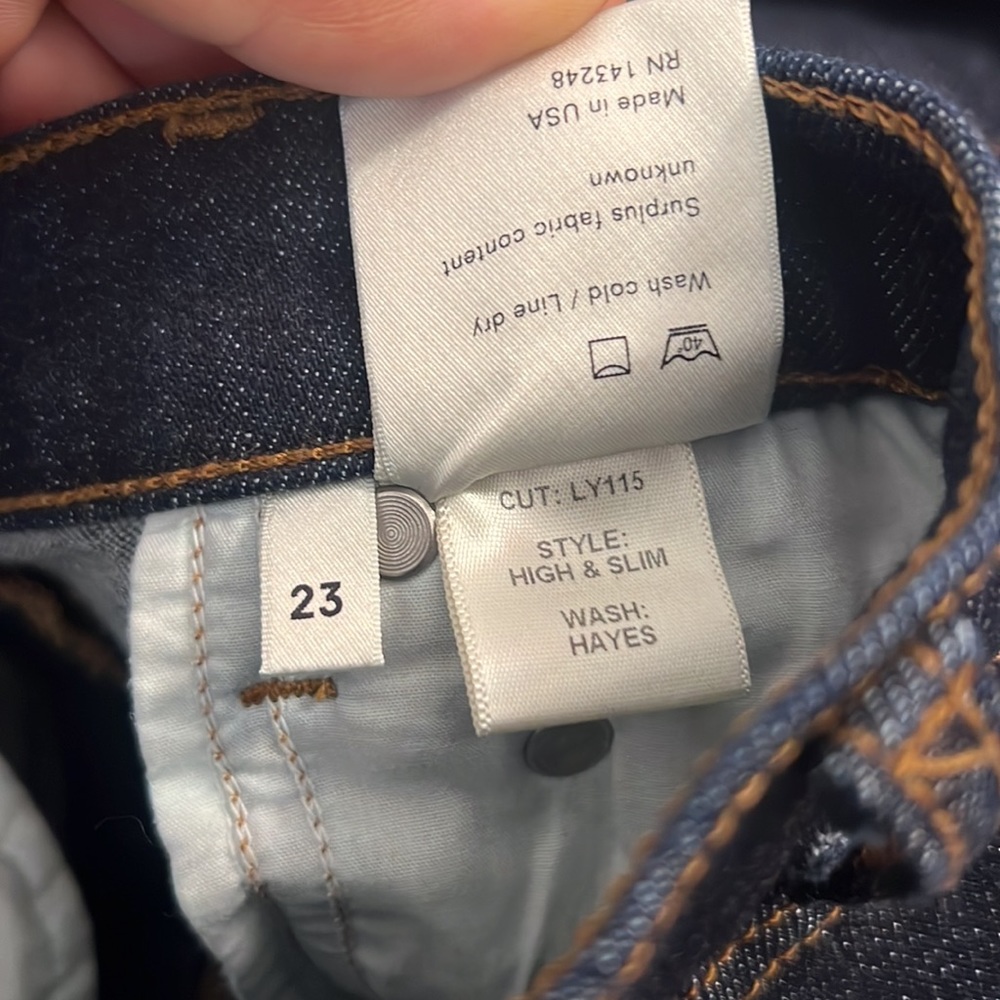 RN 143248
Made in USA
Surplus fabric content
unknown
Wash cold / Line dry
40°
23
CUT: LY115
STYLE:
HIGH & SLIM
WASH:
HAYES